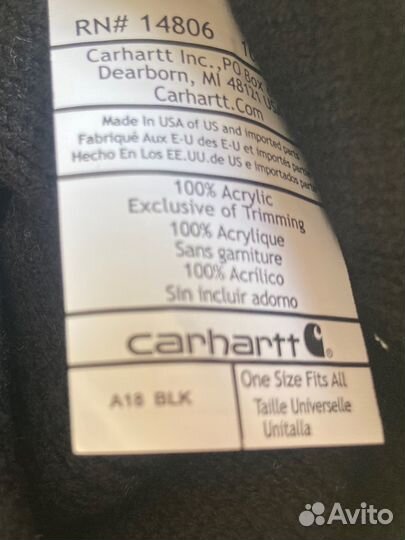 RN# 14806
Carhartt Inc.,PO Box
Dearborn, MI 48121 USA
Carhartt.Com
Made In USA of US and imported parts
Fabriqué Aux E-U des E-U et importés parties
Hecho En Los EE.UU.de US e importados partes
100% Acrylic
Exclusive of Trimming
100% Acrylique
Sans garniture
100% Acrílico
Sin incluir adorno
carhartt ®
A18 BLK
One Size Fits All
Taille Universelle
Unitalla
Avito